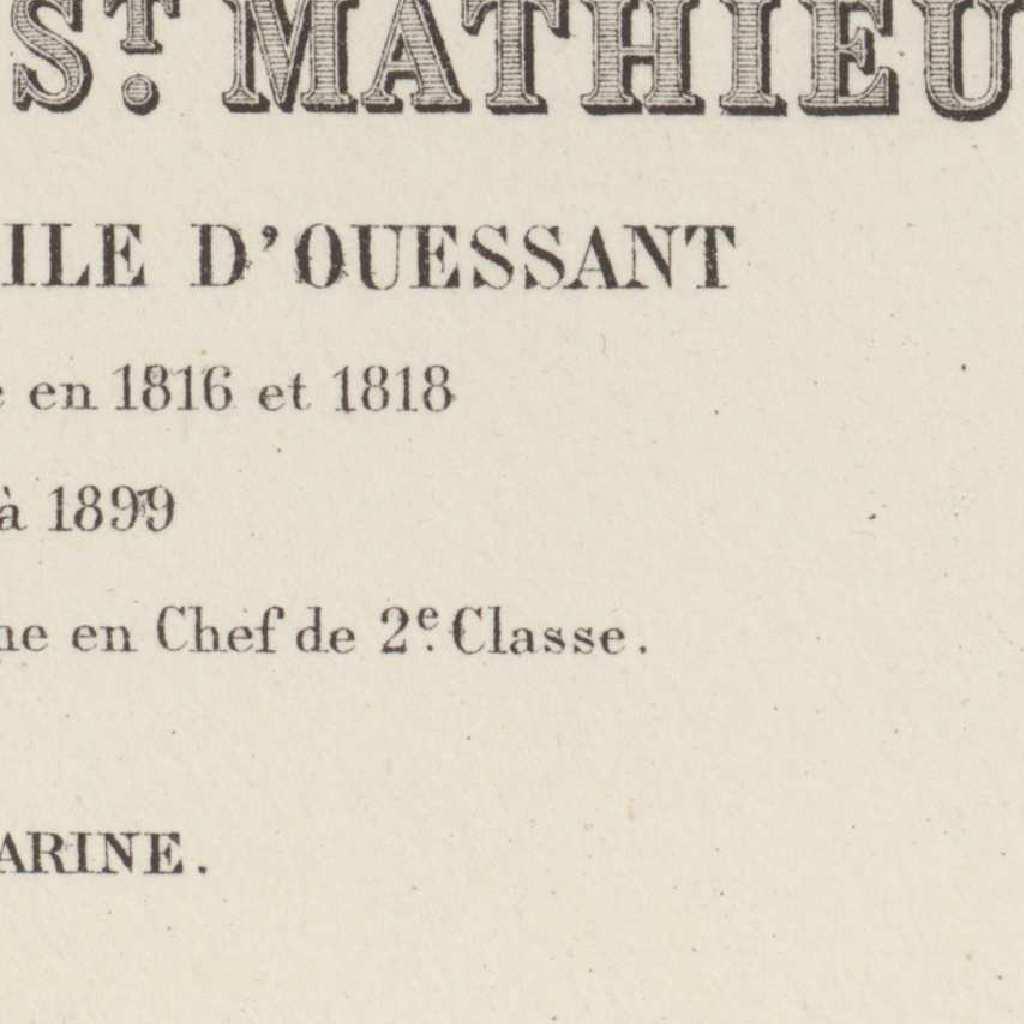 ST. MATHIEU
ILE D'OUESSANT
e en 1816 et 1818
à 1899
ne en Chef de 2e. Classe.
ARINE.